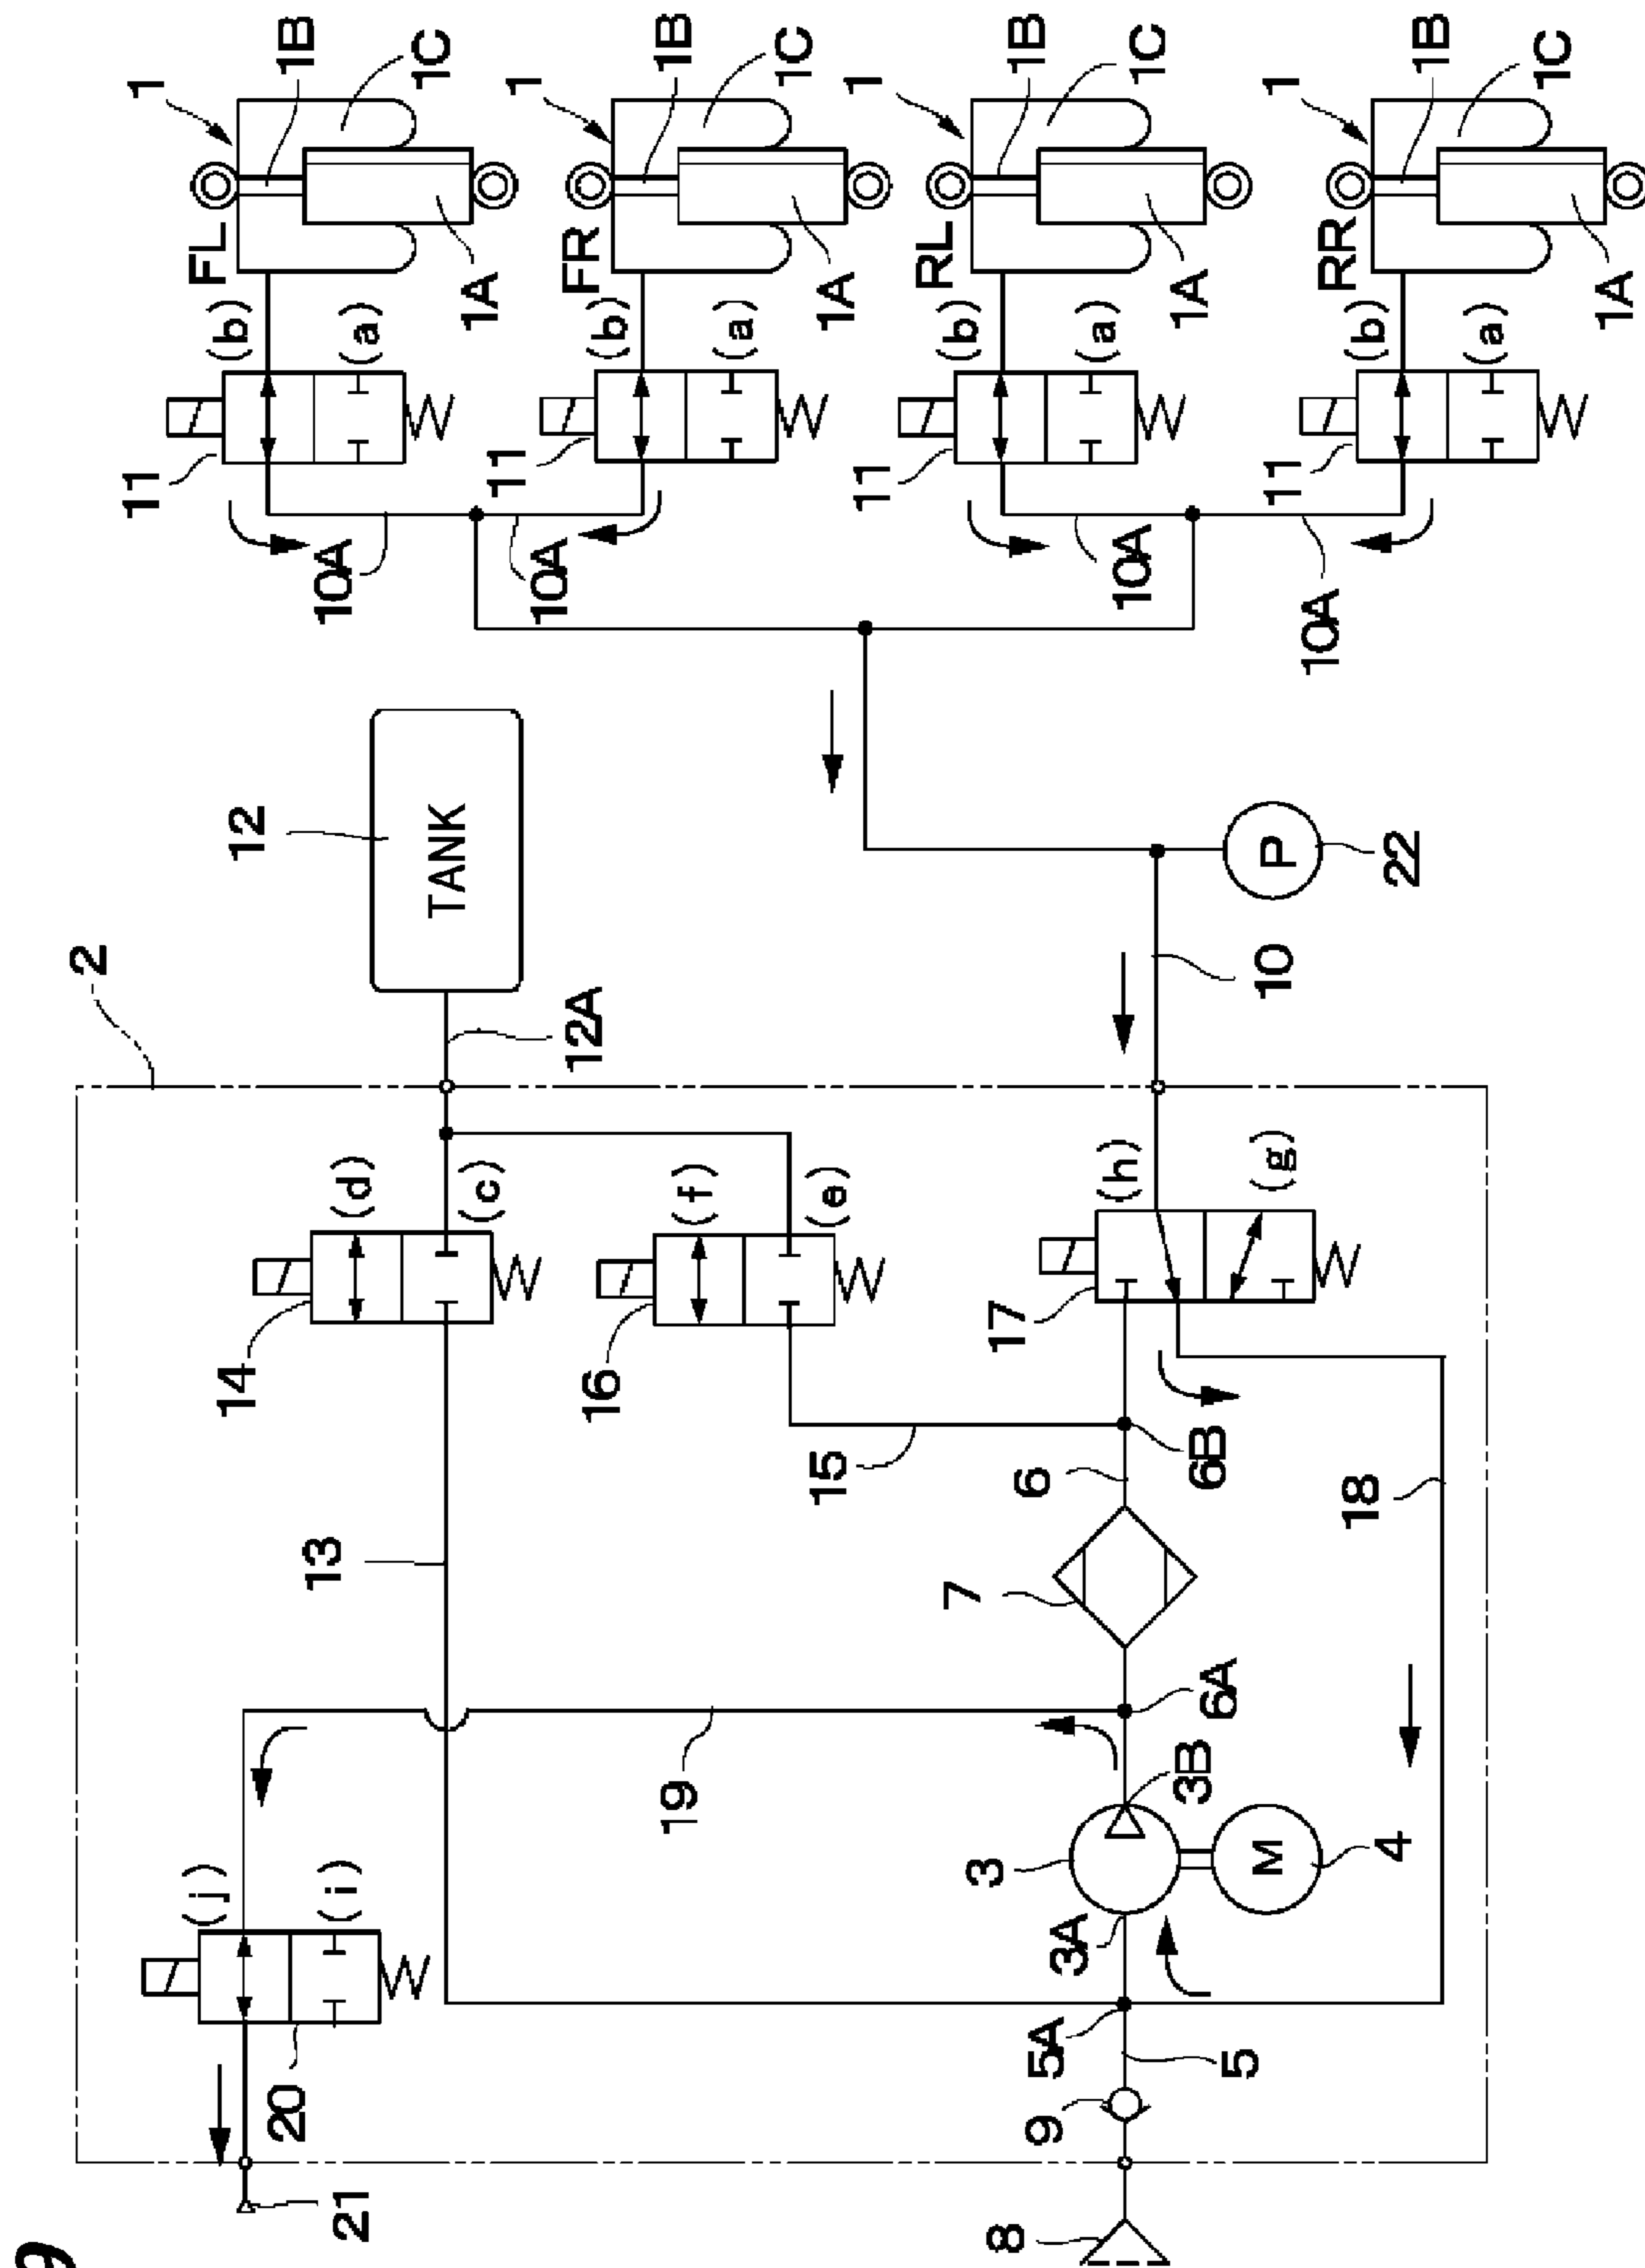 1
1B
1C
FL
1A
(b)
(a)
11
10A
1
1B
1C
FR
1A
(b)
(a)
11
10A
1
1B
1C
RL
1A
(b)
(a)
11
10A
1
1B
1C
RR
1A
(b)
(a)
11
10A
12
TANK
12A
2
P
22
10
(d)
(c)
14
(f)
(e)
16
(h)
(g)
17
13
15
6
6B
18
7
6A
19
3B
3
3A
M
4
(j)
(i)
20
5A
5
9
21
8
9